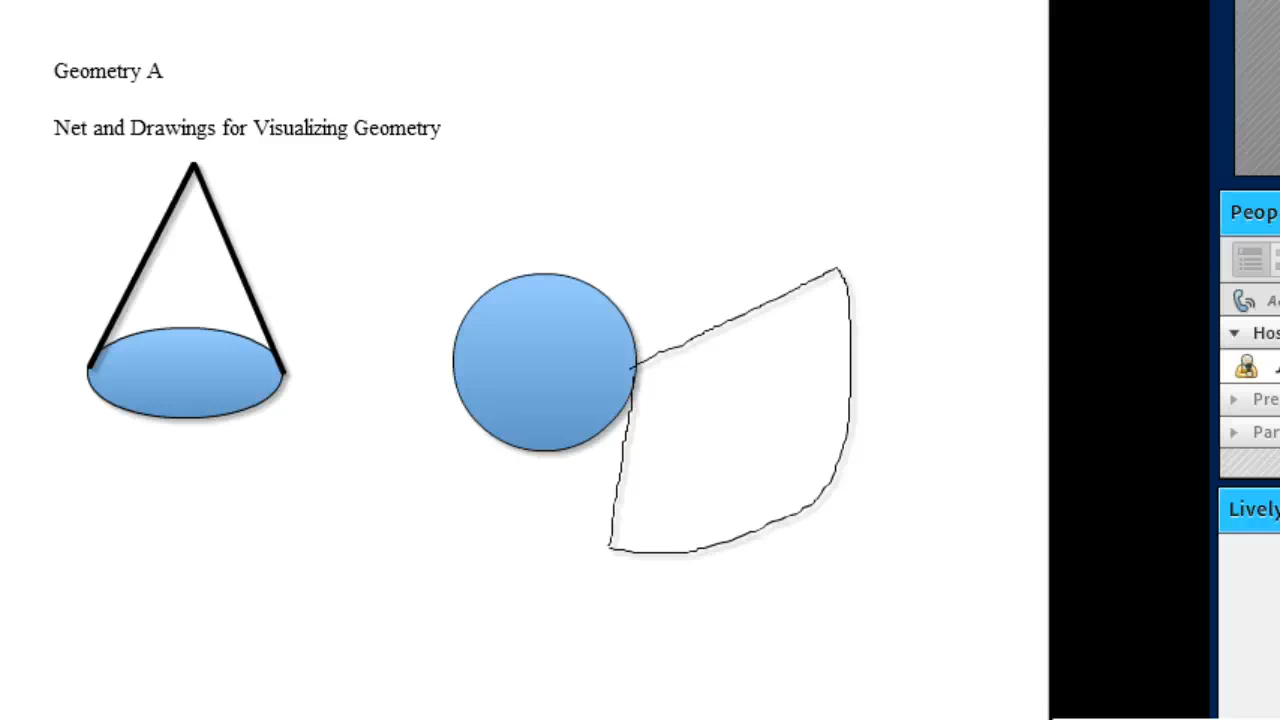 Geometry A
Net and Drawings for Visualizing Geometry
Peop
Hos
Pre
Par
Lively